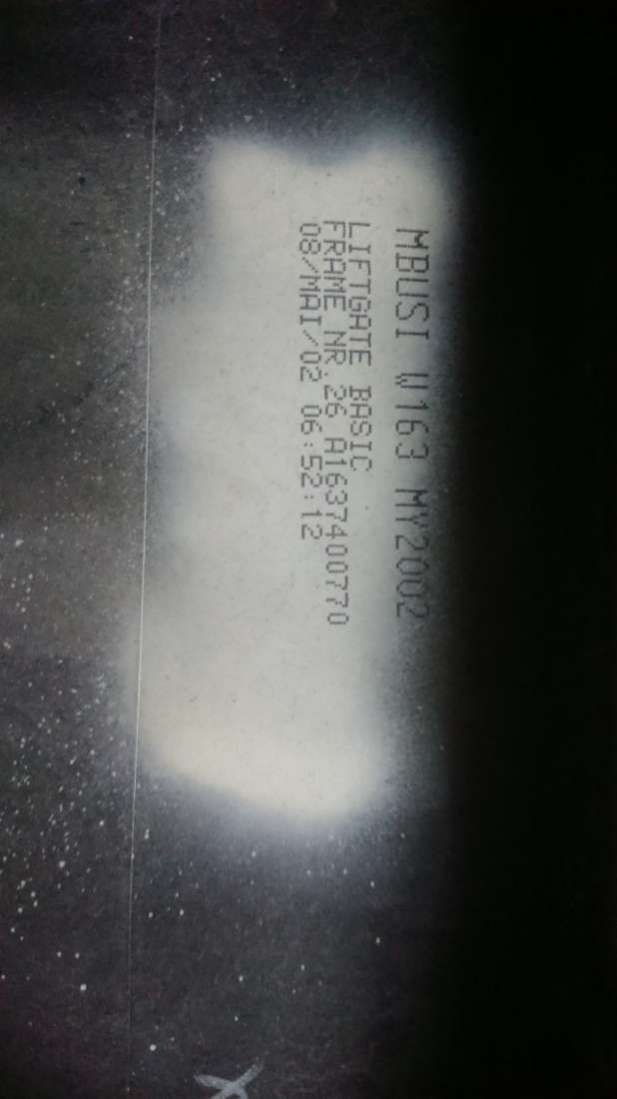 MBUSI W163 MY2002
LIFTGATE BASIC
FRAME NR.26 A1637400770
08/MAI/02 06:52:12